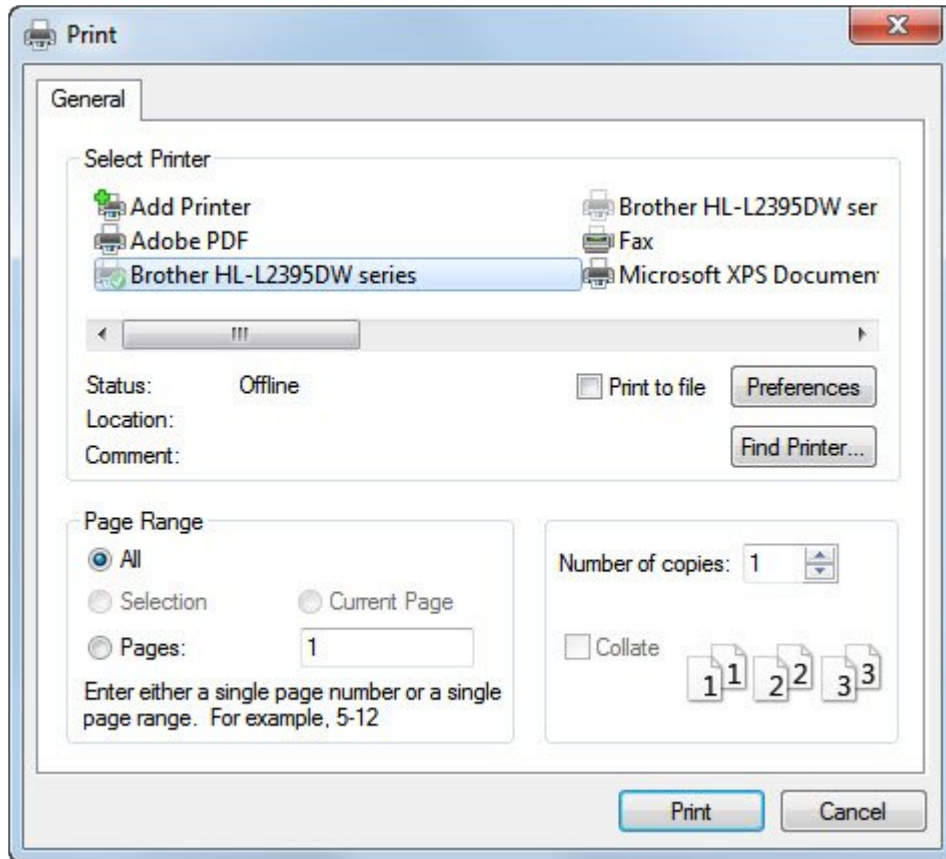 Print
General
Select Printer
Add Printer
Brother HL-L2395DW ser
Adobe PDF
Fax
Brother HL-L2395DW series
Microsoft XPS Documen
Status: Offline
Print to file
Preferences
Location:
Comment:
Find Printer...
Page Range
All
Number of copies: 1
Selection
Current Page
Pages: 1
Collate
1 1 2 2 3 3
Enter either a single page number or a single
page range. For example, 5-12
Print
Cancel